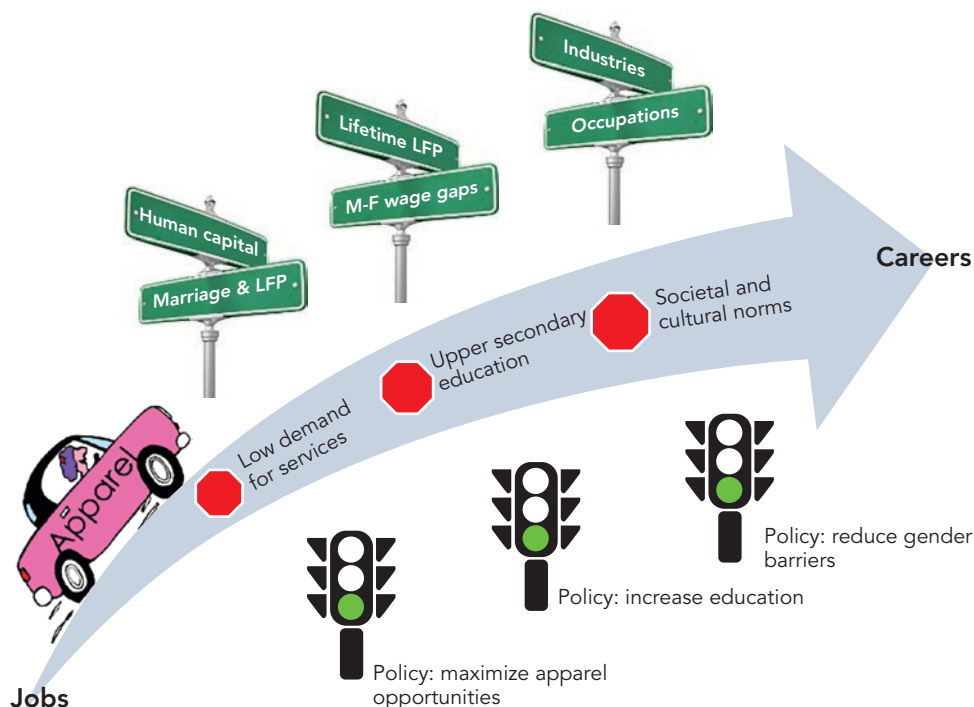 Industries
Occupations
Lifetime LFP
M-F wage gaps
Human capital
Marriage & LFP
Careers
Societal and
cultural norms
Upper secondary
education
Low demand
for services
Apparel
Policy: reduce gender
barriers
Policy: increase education
Policy: maximize apparel
opportunities
Jobs